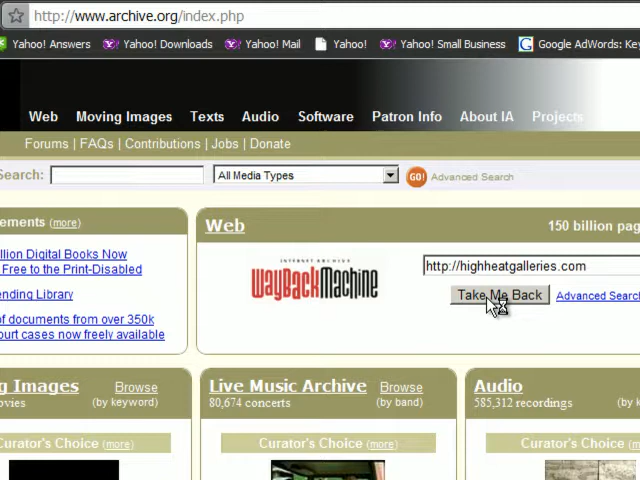 http://www.archive.org/index.php
Yahoo! Answers Yahoo! Downloads Yahoo! Mail Yahoo! Yahoo! Small Business Google AdWords: Ke
Web Moving Images Texts Audio Software Patron Info About IA Projects
Forums | FAQs | Contributions | Jobs | Donate
Search: All Media Types GO! Advanced Search
ements (more)
llion Digital Books Now
Free to the Print-Disabled
ending Library
of documents from over 350k
ourt cases now freely available
Web 150 billion pag
INTERNET ARCHIVE
WayBackMachine
http://highheatgalleries.com
Take Me Back Advanced Searc
g Images Browse
ovies (by keyword)
Curator's Choice (more)
Live Music Archive Browse
80,674 concerts (by band)
Curator's Choice (more)
Audio
585,312 recordings (by k
Curator's Choice (m